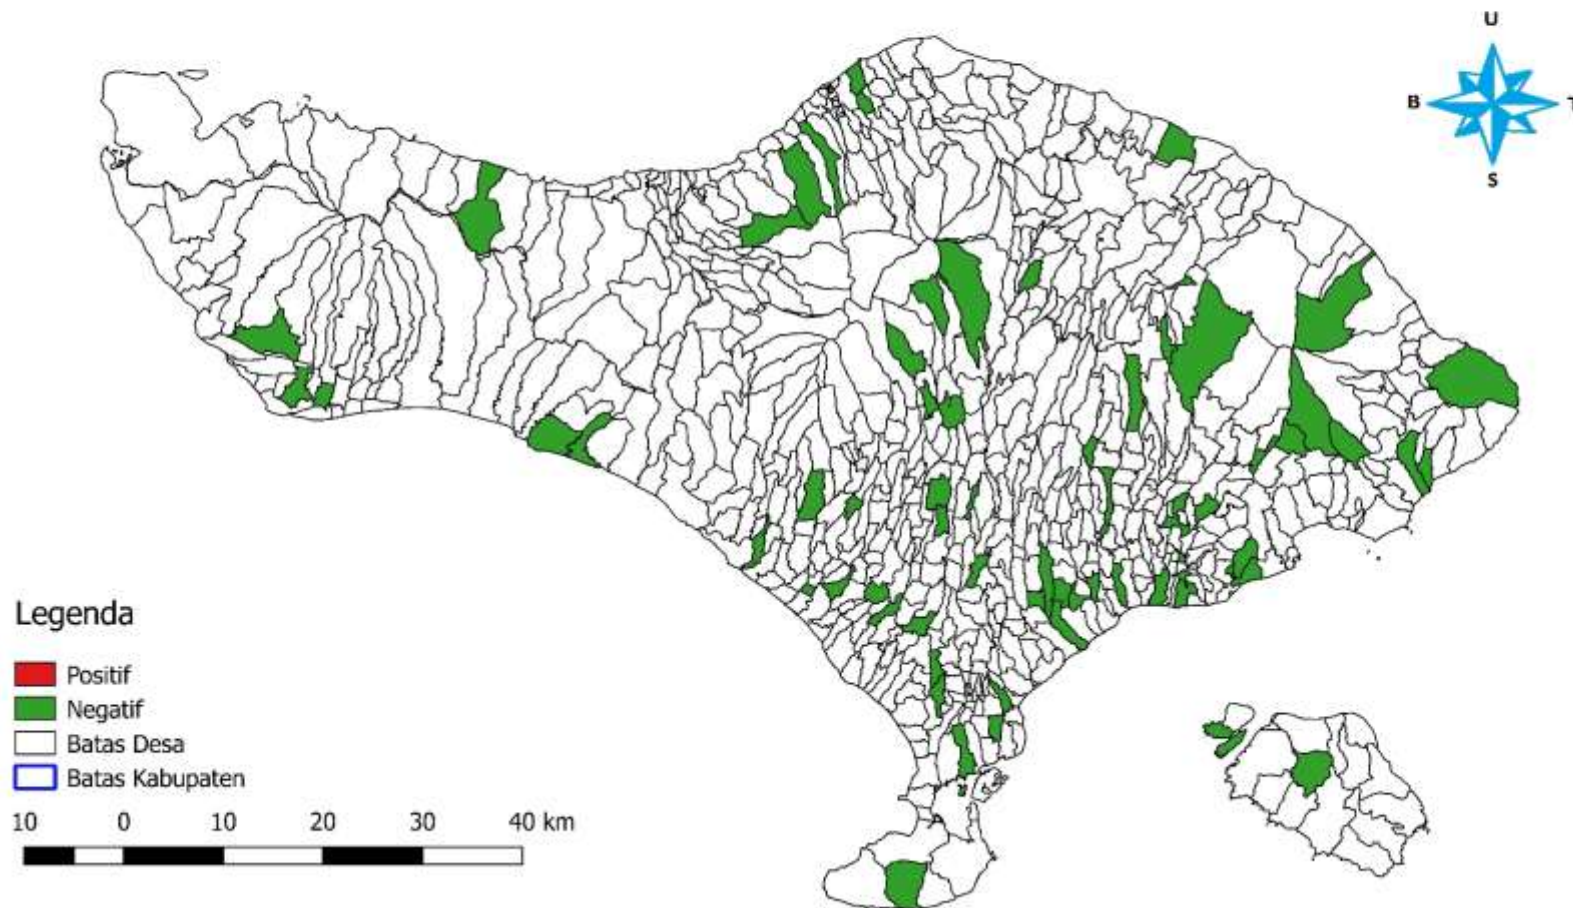 U
B
T
S
Legenda
Positif
Negatif
Batas Desa
Batas Kabupaten
10 0 10 20 30 40 km